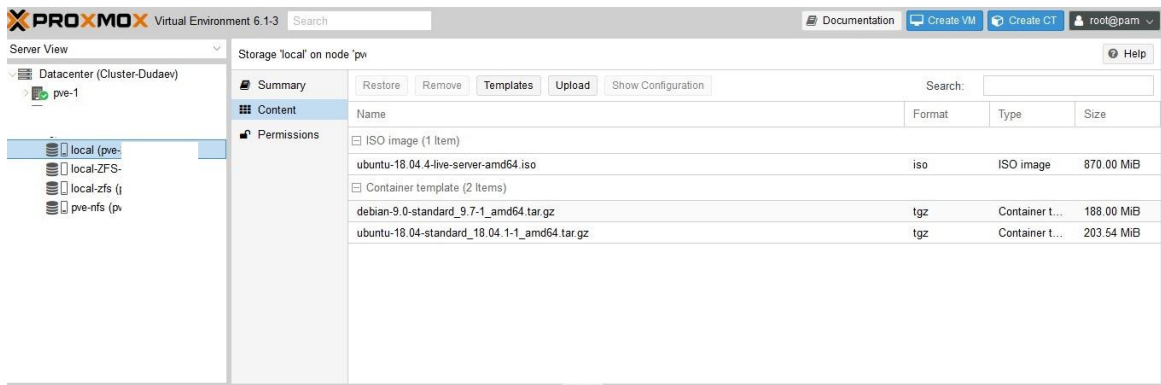 PROXMOX Virtual Environment 6.1-3 Search Documentation Create VM Create CT root@pam
Server View
Storage 'local' on node 'pv
Help
Datacenter (Cluster-Dudaev)
pve-1
local (pve-
local-ZFS-
local-zfs (
pve-nfs (pv
Summary
Content
Permissions
Restore Remove Templates Upload Show Configuration Search:
Name Format Type Size
ISO image (1 Item)
ubuntu-18.04.4-live-server-amd64.iso iso ISO image 870.00 MiB
Container template (2 Items)
debian-9.0-standard_9.7-1_amd64.tar.gz tgz Container t... 188.00 MiB
ubuntu-18.04-standard_18.04.1-1_amd64.tar.gz tgz Container t... 203.54 MiB